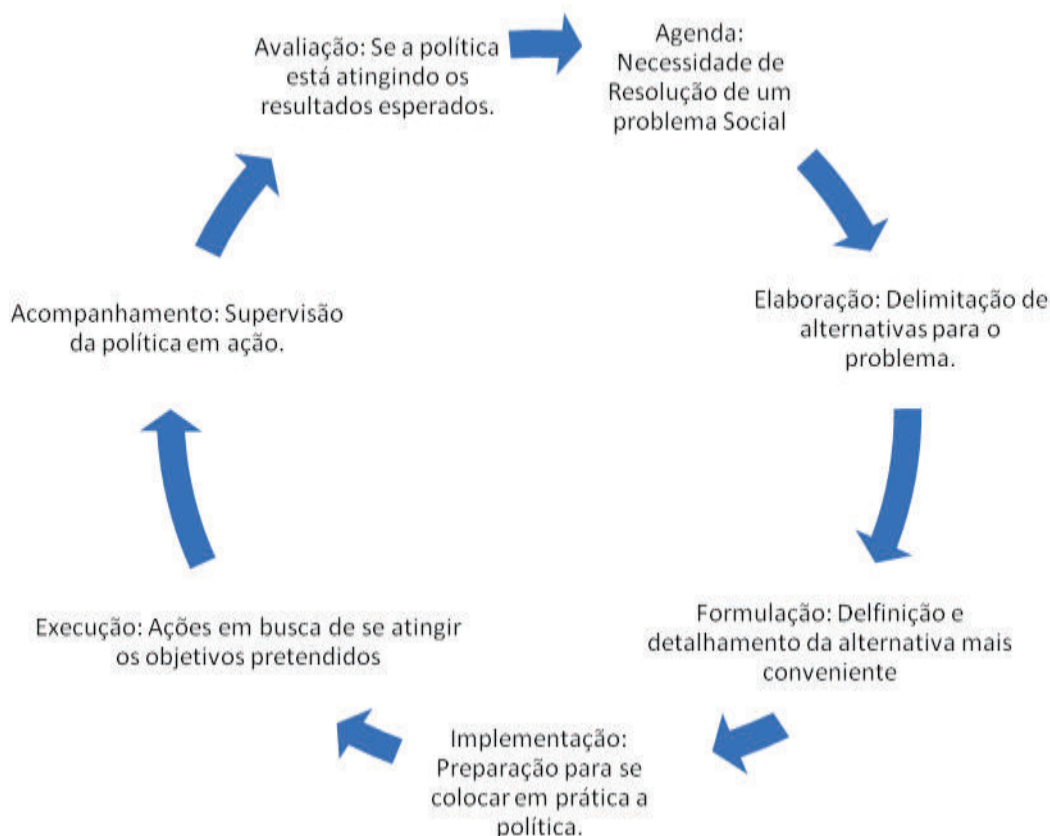 Avaliação: Se a política
está atingindo os
resultados esperados.
Agenda:
Necessidade de
Resolução de um
problema Social
Elaboração: Delimitação de
alternativas para o
problema.
Formulação: Delfinição e
detalhamento da alternativa mais
conveniente
Implementação:
Preparação para se
colocar em prática a
política.
Execução: Ações em busca de se atingir
os objetivos pretendidos
Acompanhamento: Supervisão
da política em ação.